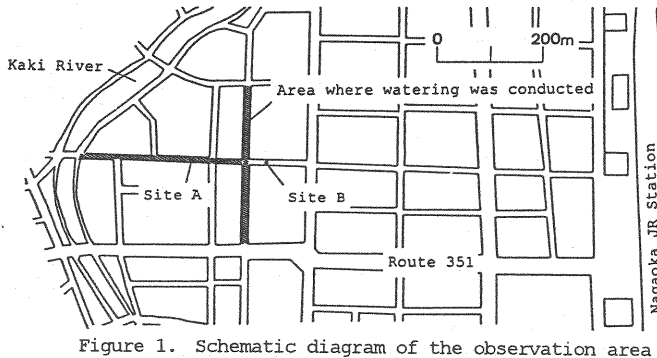 0 200m
Kaki River
Area where watering was conducted
Site A
Site B
Route 351
Nagaoka JR Station
Figure 1. Schematic diagram of the observation area